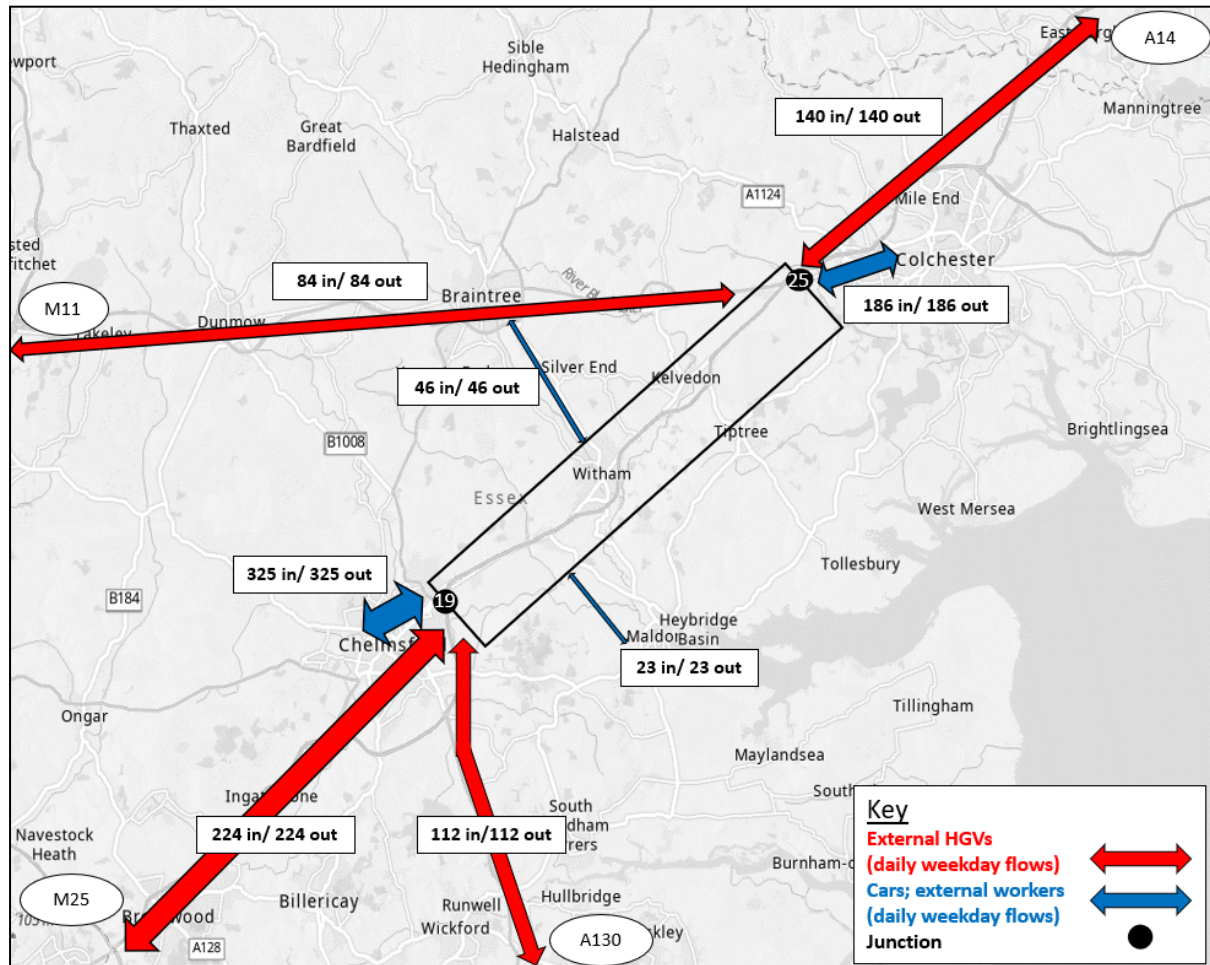 East
A14
ewport
Sible
Hedingham
Manningtree
Thaxted
Great
Bardfield
140 in/ 140 out
Halstead
A1124
Mile End
sted
fitchet
84 in/ 84 out
Colchester
25
River
Braintree
186 in/ 186 out
M11
Dunmow
Silver End
46 in/ 46 out
Kelvedon
B1008
Tiptree
Brightlingsea
Witham
Essex
West Mersea
Tollesbury
325 in/ 325 out
B184
19
Heybridge
Basin
Maldon
23 in/ 23 out
Ongar
Tillingham
Maylandsea
South
Navestock
Heath
224 in/ 224 out
112 in/112 out
South
Burnham-o
Key
External HGVs
(daily weekday flows)
Cars; external workers
(daily weekday flows)
Junction
M25
Billericay
Runwell
Wickford
Hullbridge
A128
A130